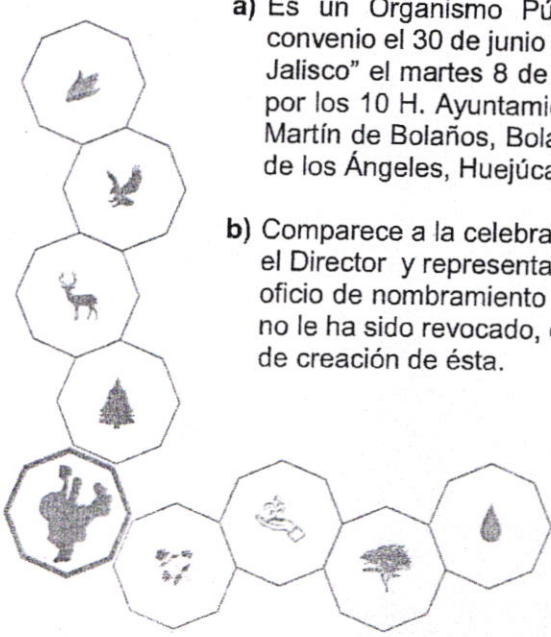 a) Es un Organismo Pú
convenio el 30 de junio
Jalisco” el martes 8 de
por los 10 H. Ayuntami
Martín de Bolaños, Bola
de los Ángeles, Huejúca
b) Comparece a la celebra
el Director y representa
oficio de nombramiento
no le ha sido revocado,
de creación de ésta.